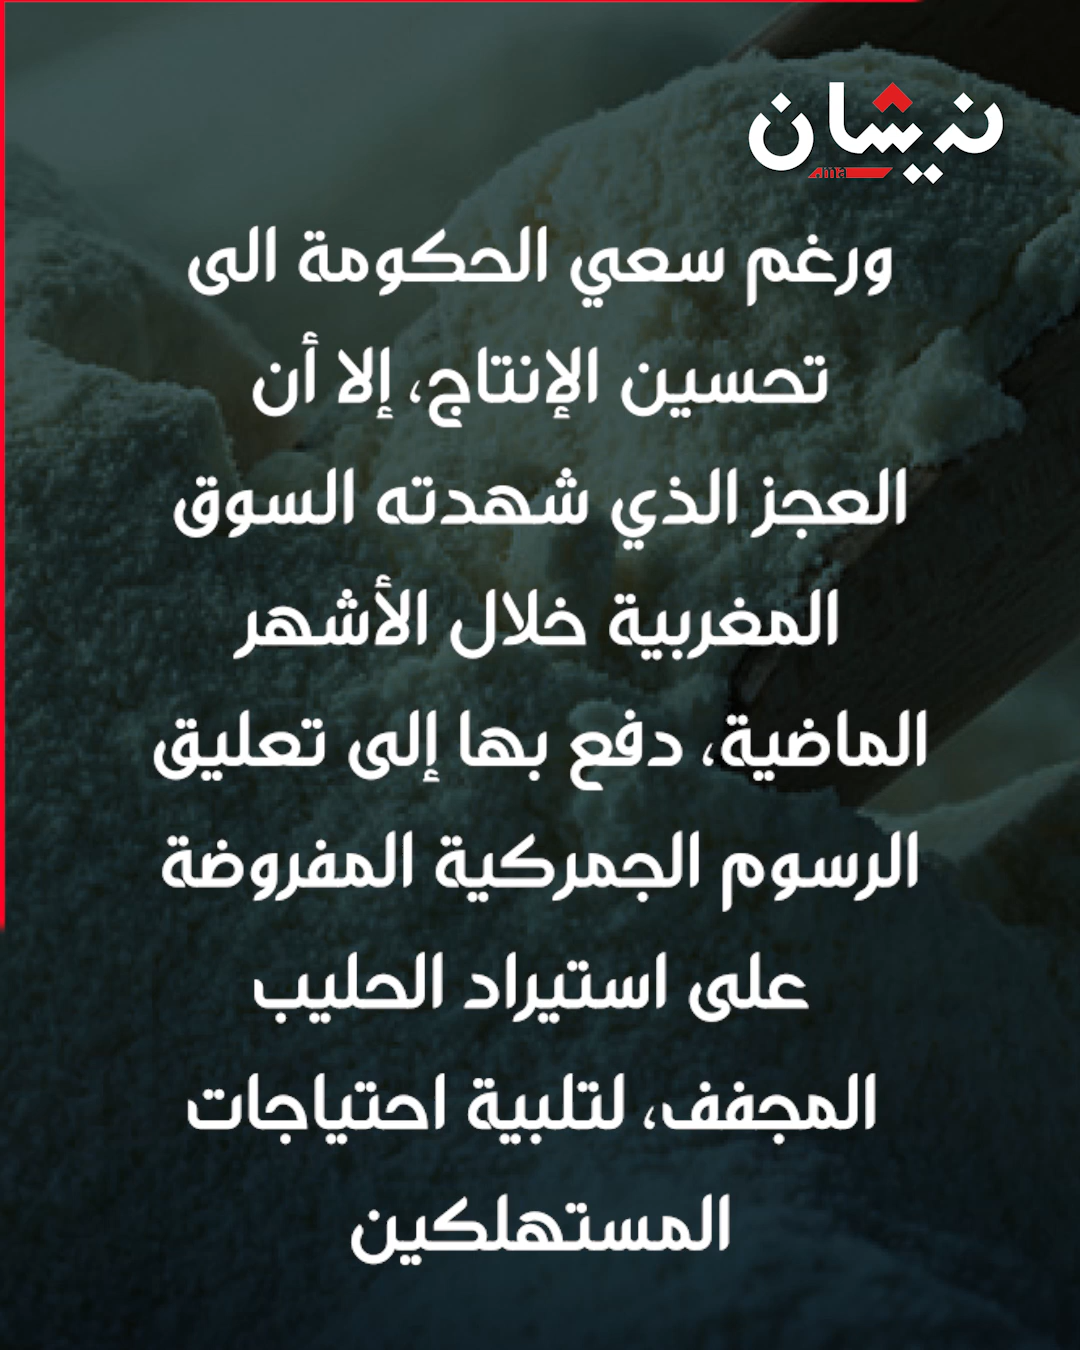 نيشان
.ma
ورغم سعي الحكومة الى
تحسين الإنتاج، إلا أن
العجز الذي شهدته السوق
المغربية خلال الأشهر
الماضية، دفع بها إلى تعليق
الرسوم الجمركية المفروضة
على استيراد الحليب
المجفف، لتلبية احتياجات
المستهلكين